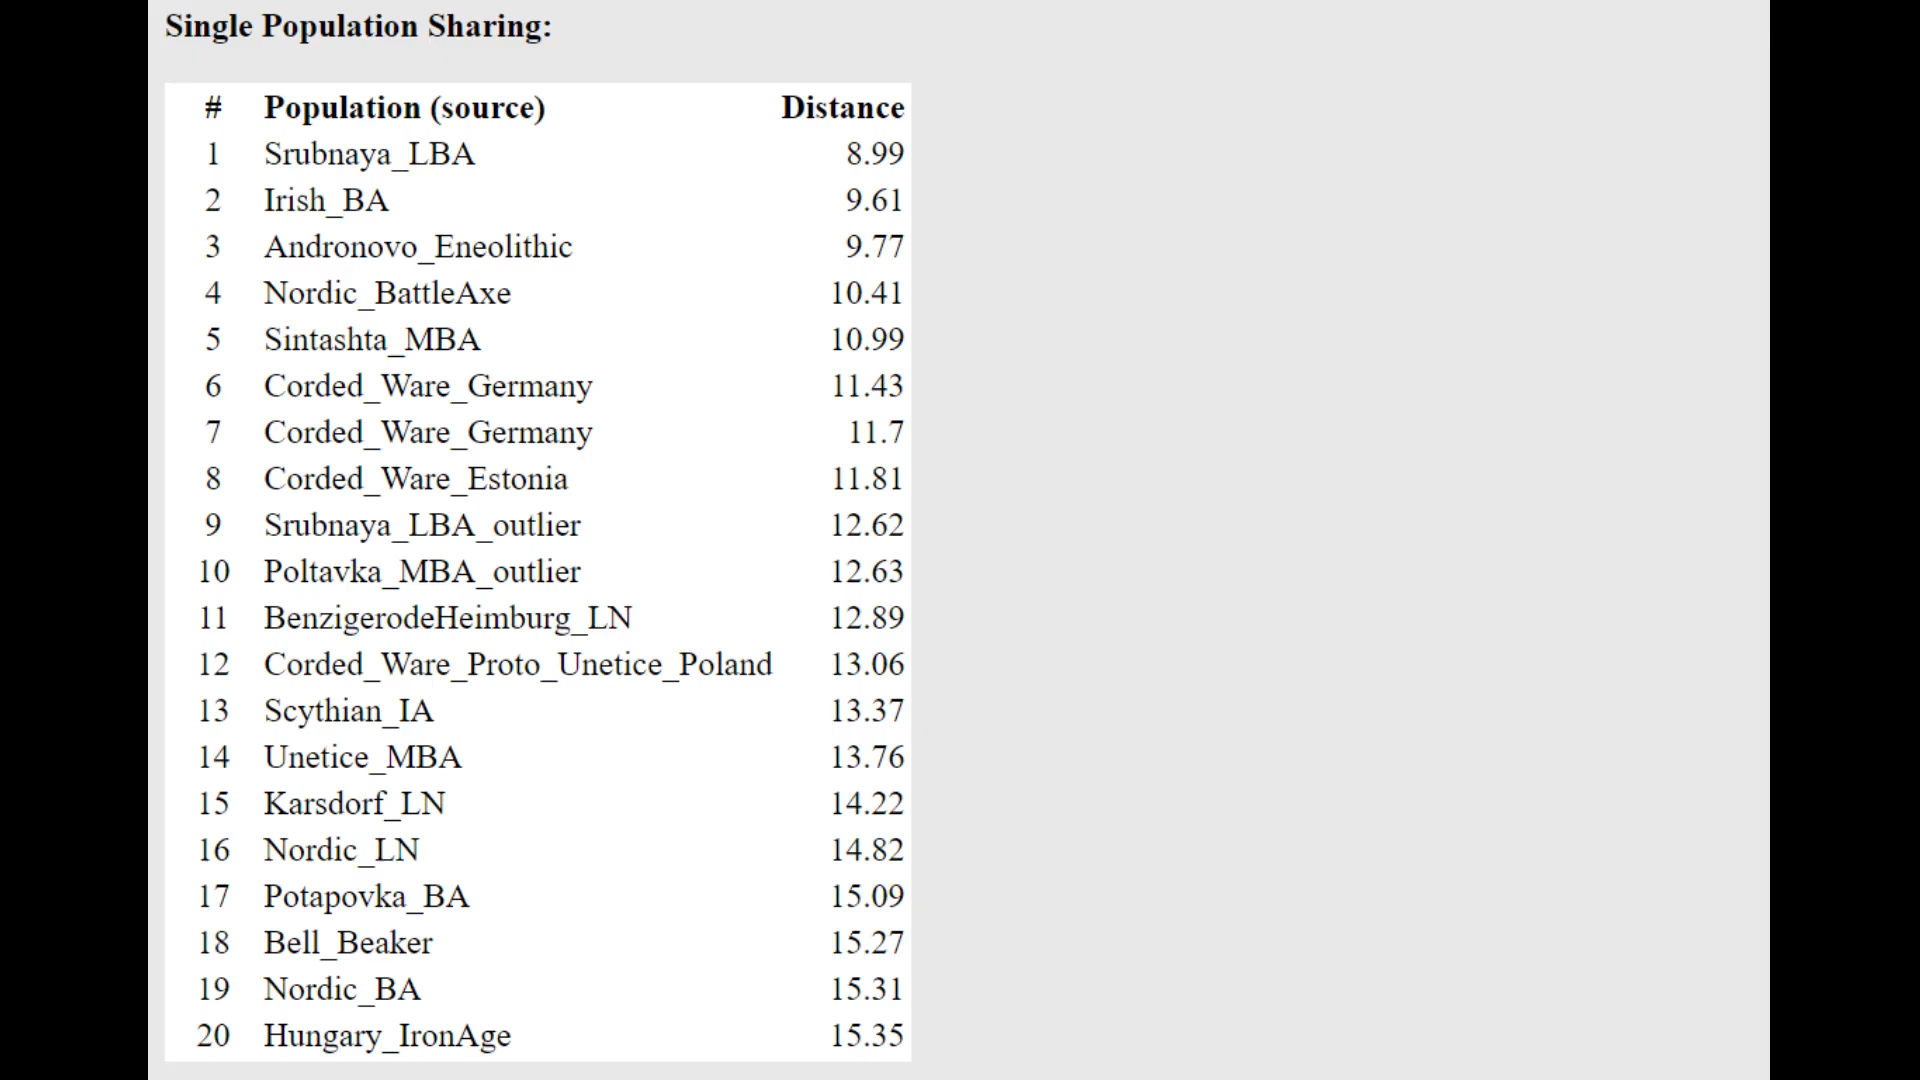 Single Population Sharing:
# Population (source) Distance
1 Srubnaya_LBA 8.99
2 Irish_BA 9.61
3 Andronovo_Eneolithic 9.77
4 Nordic_BattleAxe 10.41
5 Sintashta_MBA 10.99
6 Corded_Ware_Germany 11.43
7 Corded_Ware_Germany 11.7
8 Corded_Ware_Estonia 11.81
9 Srubnaya_LBA_outlier 12.62
10 Poltavka_MBA_outlier 12.63
11 BenzigerodeHeimburg_LN 12.89
12 Corded_Ware_Proto_Unetice_Poland 13.06
13 Scythian_IA 13.37
14 Unetice_MBA 13.76
15 Karsdorf_LN 14.22
16 Nordic_LN 14.82
17 Potapovka_BA 15.09
18 Bell_Beaker 15.27
19 Nordic_BA 15.31
20 Hungary_IronAge 15.35